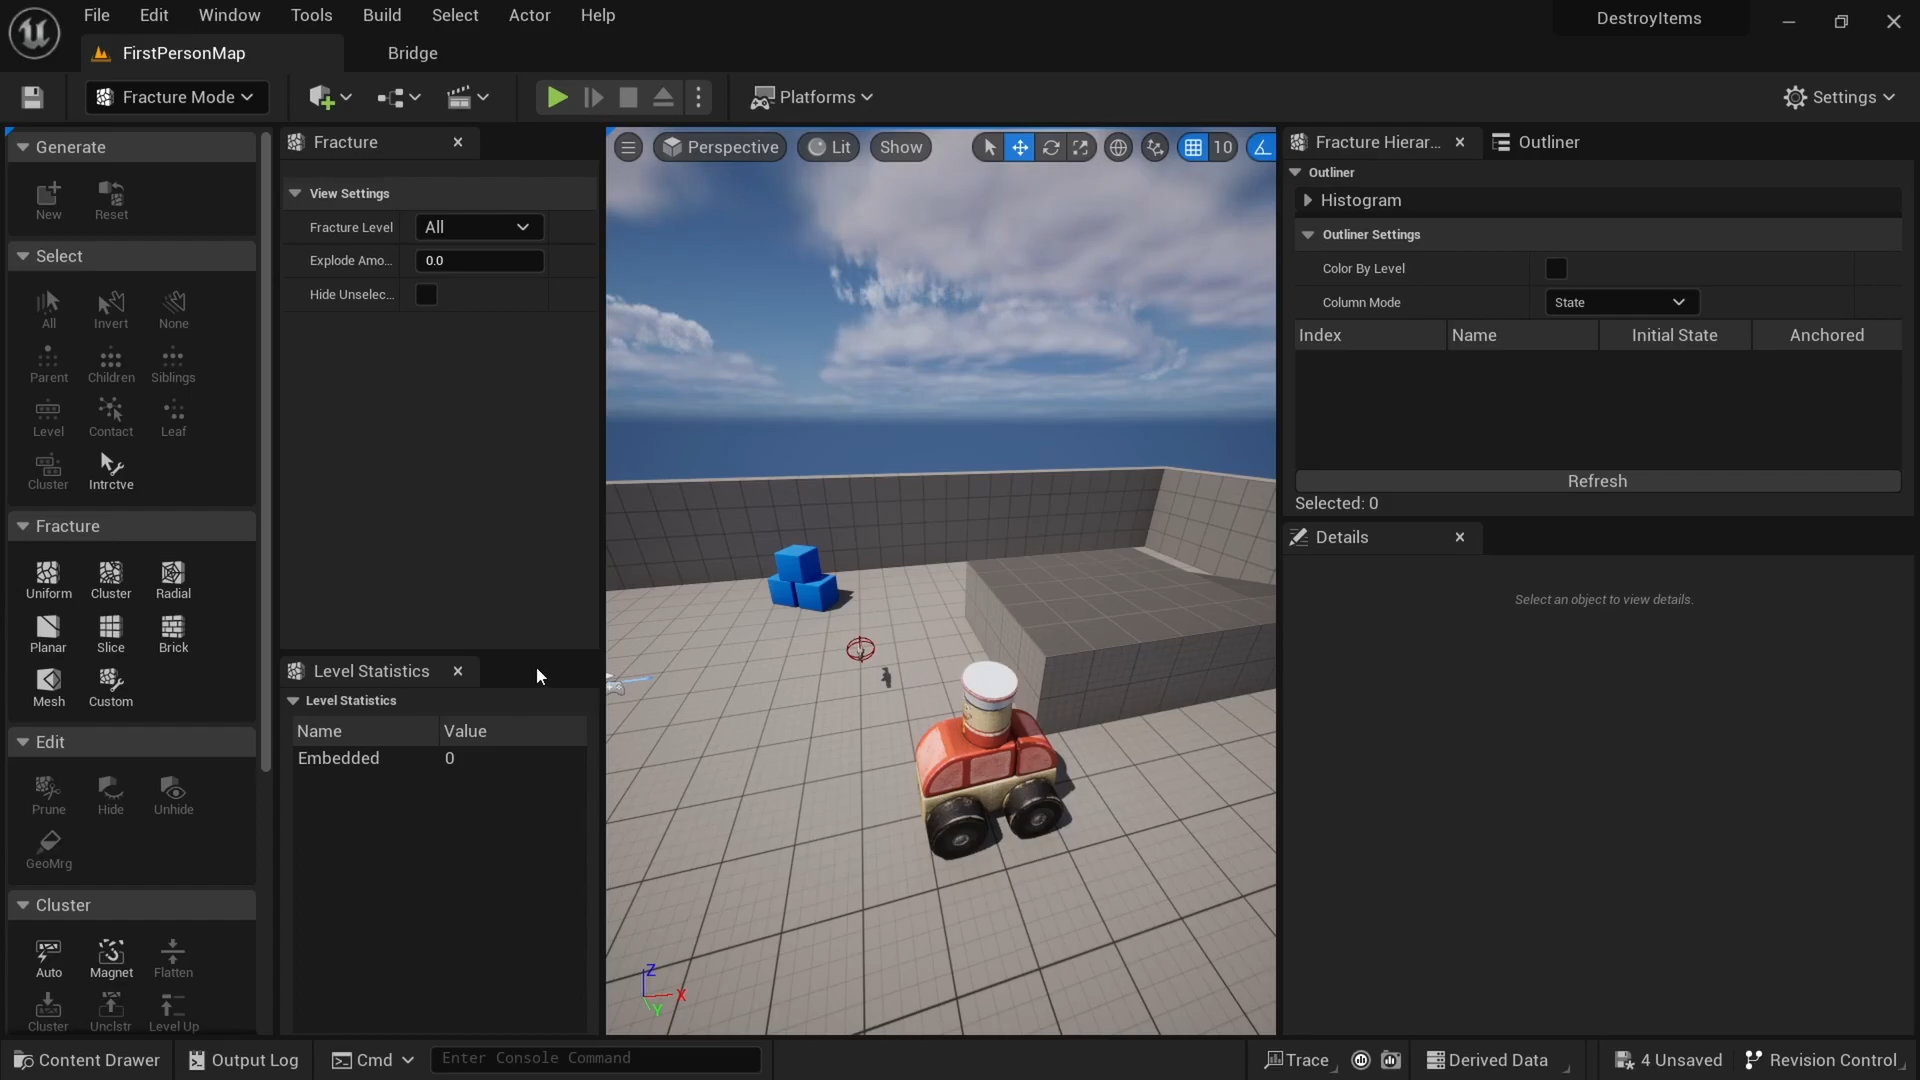 File Edit Window Tools Build Select Actor Help DestroyItems
FirstPersonMap Bridge
Fracture Mode Platforms Settings
Generate
New Reset
Select
All Invert None
Parent Children Siblings
Level Contact Leaf
Cluster Intrctve
Fracture
Uniform Cluster Radial
Planar Slice Brick
Mesh Custom
Edit
Prune Hide Unhide
GeoMrg
Cluster
Auto Magnet Flatten
Cluster Unclstr Level Up
Fracture
View Settings
Fracture Level All
Explode Amo... 0.0
Hide Unselec...
Level Statistics
Level Statistics
Name Value
Embedded 0
Perspective Lit Show 10
Z
X
Y
Fracture Hierar... Outliner
Outliner
Histogram
Outliner Settings
Color By Level
Column Mode State
Index Name Initial State Anchored
Refresh
Selected: 0
Details
Select an object to view details.
Content Drawer Output Log Cmd Enter Console Command Trace Derived Data 4 Unsaved Revision Control